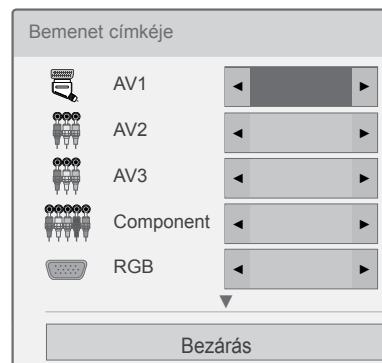 Bemenet címkéje
AV1
AV2
AV3
Component
RGB
Bezárás